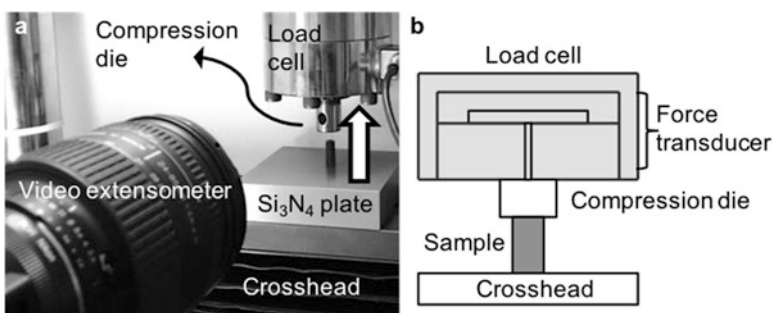 a
Compression
die
Load
cell
Video extensometer
Si₃N₄ plate
Crosshead
b
Load cell
Force
transducer
Compression die
Sample
Crosshead